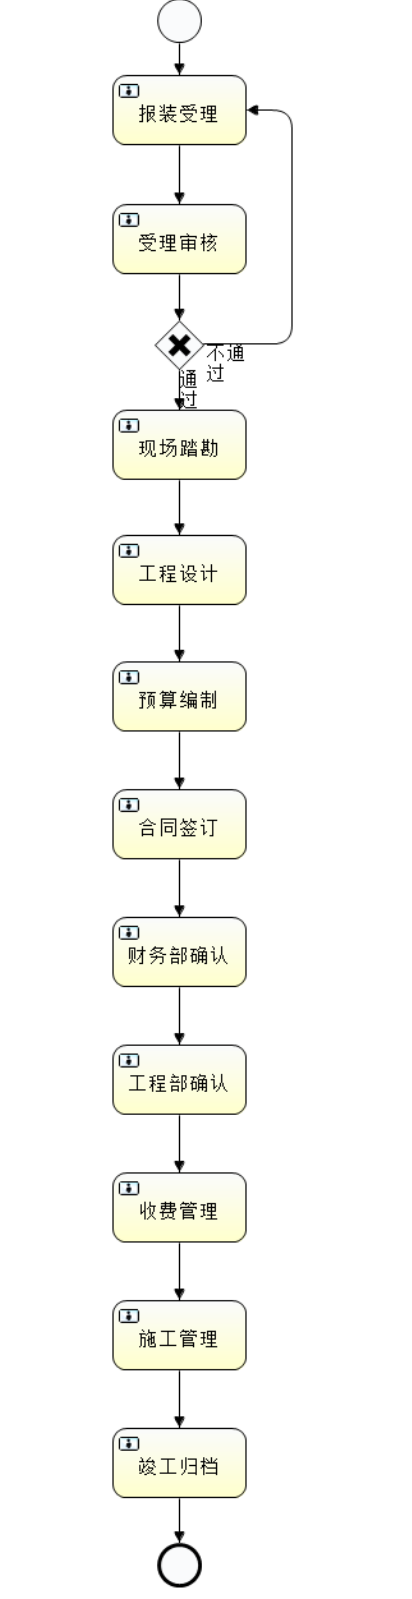 报装受理
受理审核
不通
过
通
过
现场踏勘
工程设计
预算编制
合同签订
财务部确认
工程部确认
收费管理
施工管理
竣工归档